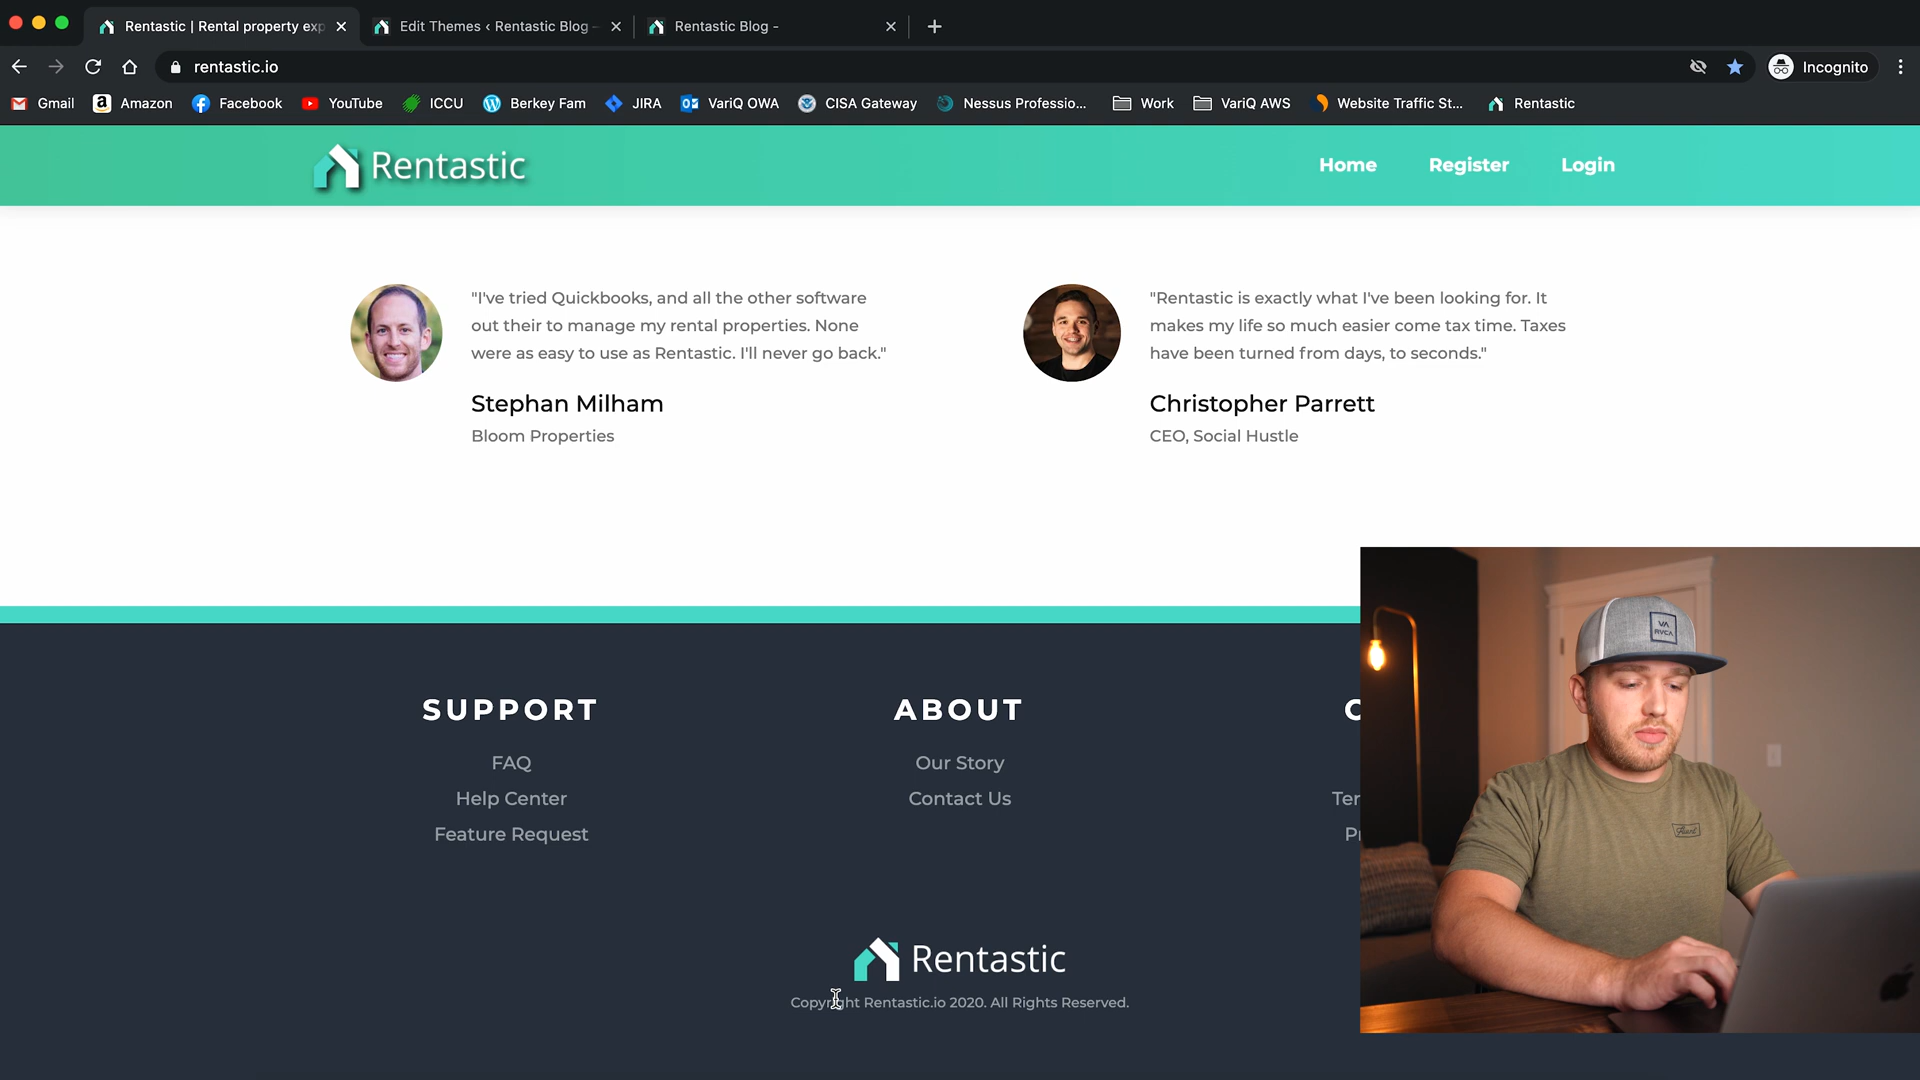 Rentastic | Rental property exp
Edit Themes ‹ Rentastic Blog -
Rentastic Blog -
rentastic.io
Incognito
Gmail
Amazon
Facebook
YouTube
ICCU
Berkey Fam
JIRA
VariQ OWA
CISA Gateway
Nessus Professio...
Work
VariQ AWS
Website Traffic St...
Rentastic
Rentastic
Home
Register
Login
"I've tried Quickbooks, and all the other software
out their to manage my rental properties. None
were as easy to use as Rentastic. I'll never go back."
Stephan Milham
Bloom Properties
"Rentastic is exactly what I've been looking for. It
makes my life so much easier come tax time. Taxes
have been turned from days, to seconds."
Christopher Parrett
CEO, Social Hustle
VA
RVCA
SUPPORT
FAQ
Help Center
Feature Request
ABOUT
Our Story
Contact Us
Rentastic
Copyright Rentastic.io 2020. All Rights Reserved.